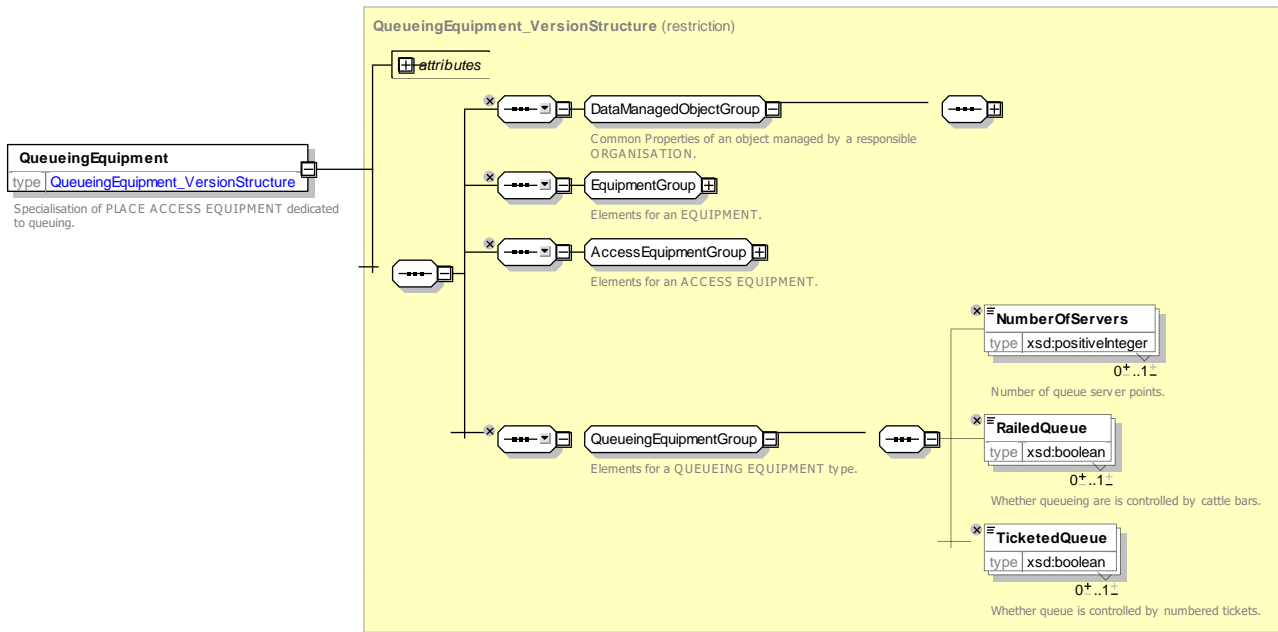 QueueingEquipment_VersionStructure (restriction)
attributes
DataManagedObjectGroup
Common Properties of an object managed by a responsible
ORGANISATION.
QueueingEquipment
type QueueingEquipment_VersionStructure
Specialisation of PLACE ACCESS EQUIPMENT dedicated
to queuing.
EquipmentGroup
Elements for an EQUIPMENT.
AccessEquipmentGroup
Elements for an ACCESS EQUIPMENT.
NumberOfServers
type xsd:positiveInteger
0..1
Number of queue server points.
QueueingEquipmentGroup
Elements for a QUEUEING EQUIPMENT type.
RailedQueue
type xsd:boolean
0..1
Whether queueing are is controlled by cattle bars.
TicketedQueue
type xsd:boolean
0..1
Whether queue is controlled by numbered tickets.